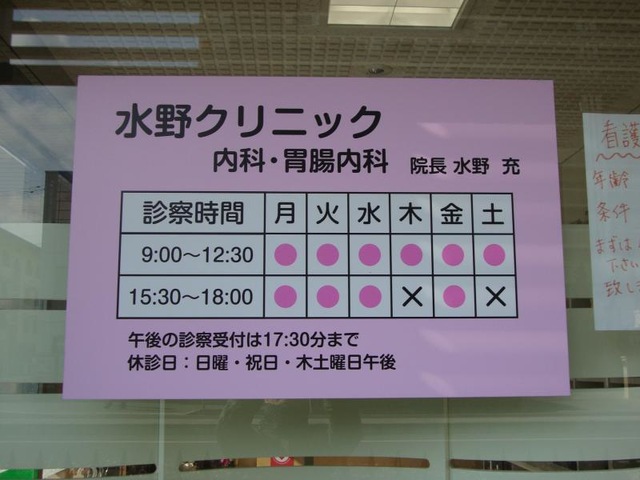 水野クリニック
内科・胃腸内科 院長 水野 充
診察時間 月 火 水 木 金 土
9:00～12:30 ● ● ● ● ● ●
15:30～18:00 ● ● ● × ● ×
午後の診察受付は17:30分まで
休診日：日曜・祝日・木土曜日午後
看護
年齢
条件
まずは
下さい
致し